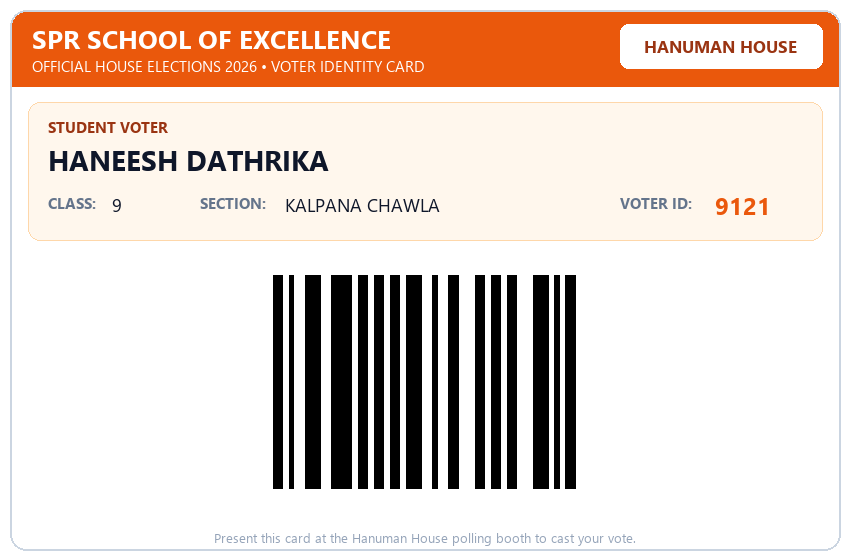 SPR SCHOOL OF EXCELLENCE
OFFICIAL HOUSE ELECTIONS 2026 • VOTER IDENTITY CARD
HANUMAN HOUSE
STUDENT VOTER
HANEESH DATHRIKA
CLASS: 9 SECTION: KALPANA CHAWLA VOTER ID: 9121
Present this card at the Hanuman House polling booth to cast your vote.